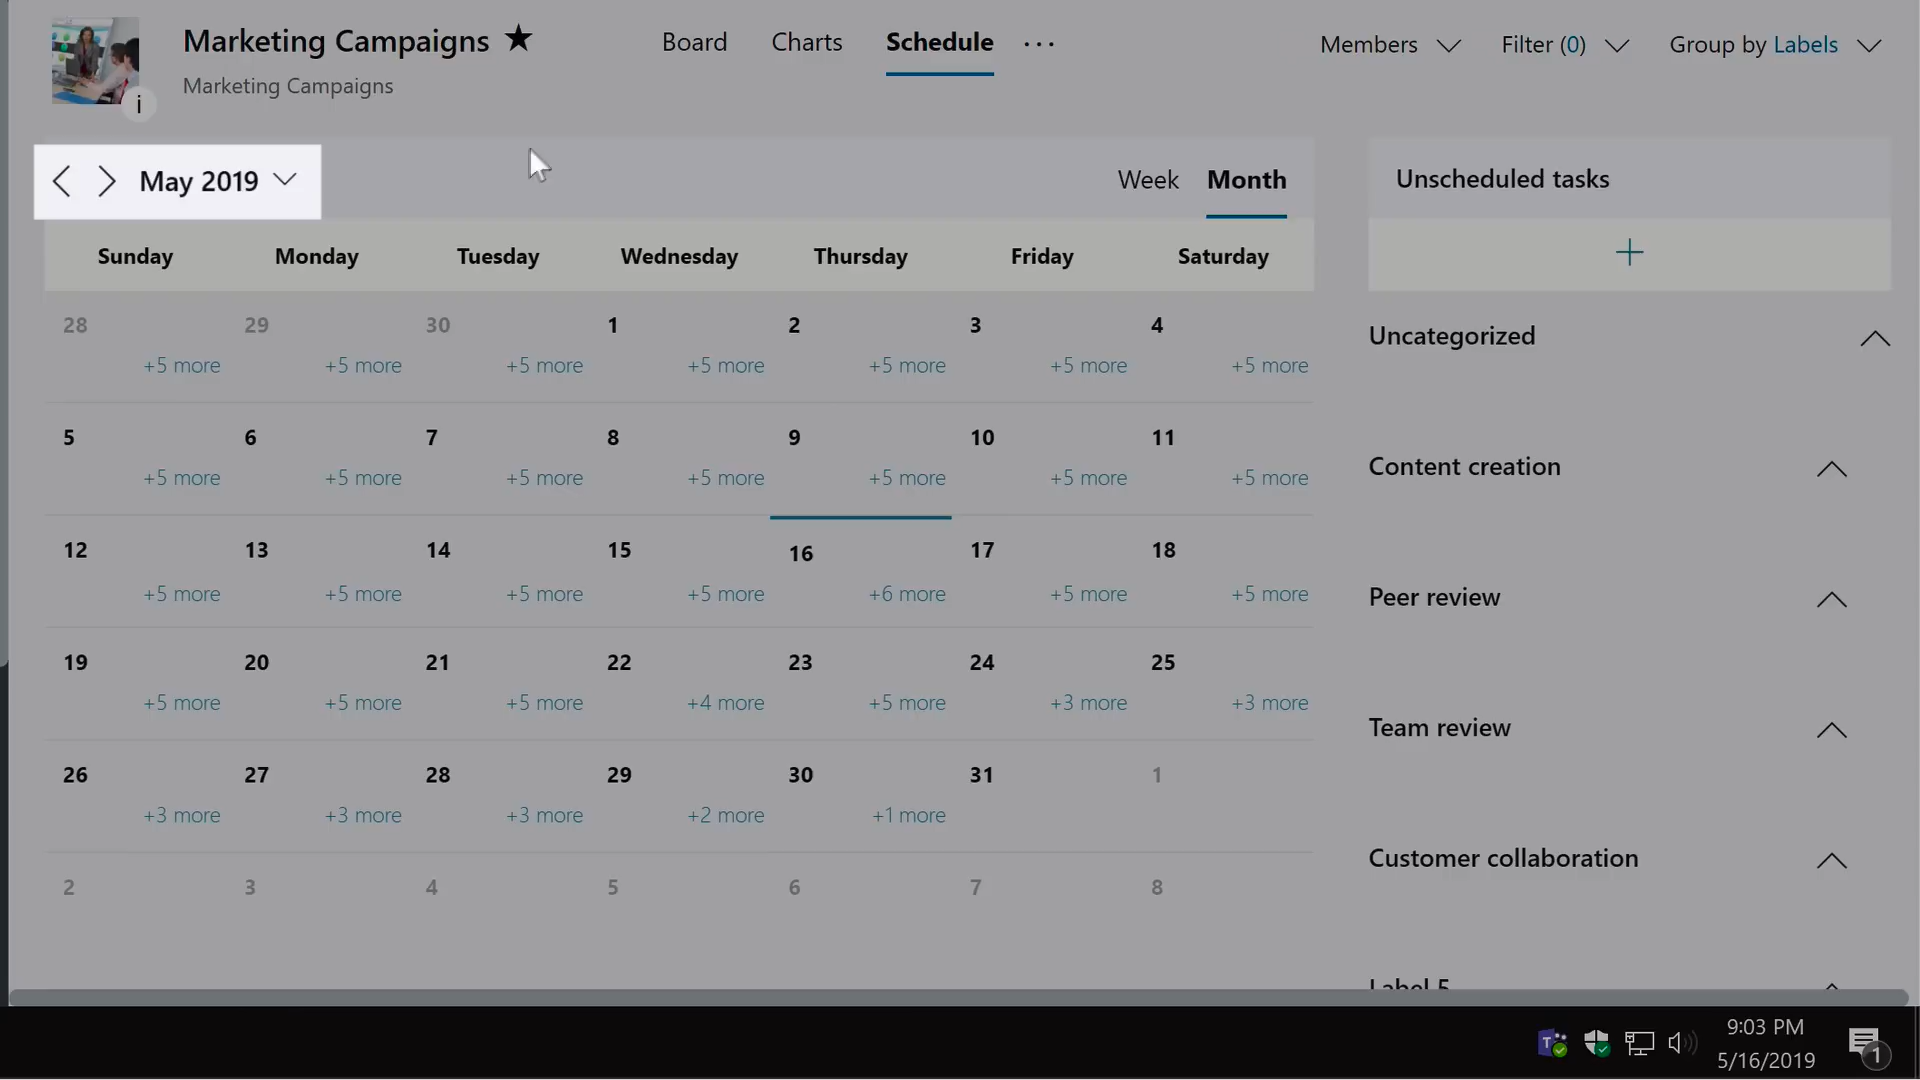 Marketing Campaigns ★ Board Charts Schedule ... Members Filter (0) Group by Labels
Marketing Campaigns
i
May 2019 Week Month Unscheduled tasks
+
Sunday Monday Tuesday Wednesday Thursday Friday Saturday
28 29 30 1 2 3 4
+5 more +5 more +5 more +5 more +5 more +5 more +5 more
Uncategorized
5 6 7 8 9 10 11
+5 more +5 more +5 more +5 more +5 more +5 more +5 more
Content creation
12 13 14 15 16 17 18
+5 more +5 more +5 more +5 more +6 more +5 more +5 more
Peer review
19 20 21 22 23 24 25
+5 more +5 more +5 more +4 more +5 more +3 more +3 more
Team review
26 27 28 29 30 31 1
+3 more +3 more +3 more +2 more +1 more
Customer collaboration
2 3 4 5 6 7 8
Label 5
9:03 PM
5/16/2019
1